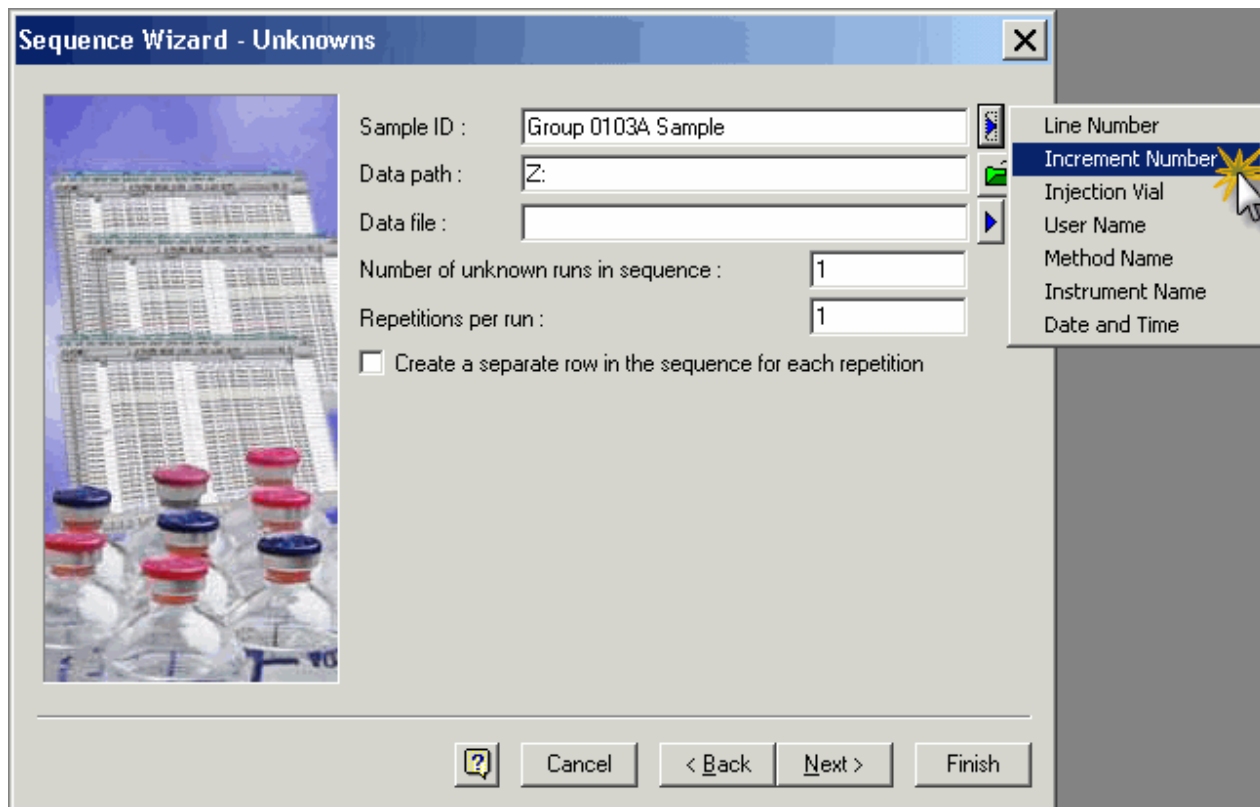 Sequence Wizard - Unknowns
Sample ID :
Group 0103A Sample
Data path :
Z:
Data file :
Number of unknown runs in sequence :
1
Repetitions per run :
1
Create a separate row in the sequence for each repetition
Line Number
Increment Number
Injection Vial
User Name
Method Name
Instrument Name
Date and Time
?
Cancel
< Back
Next >
Finish